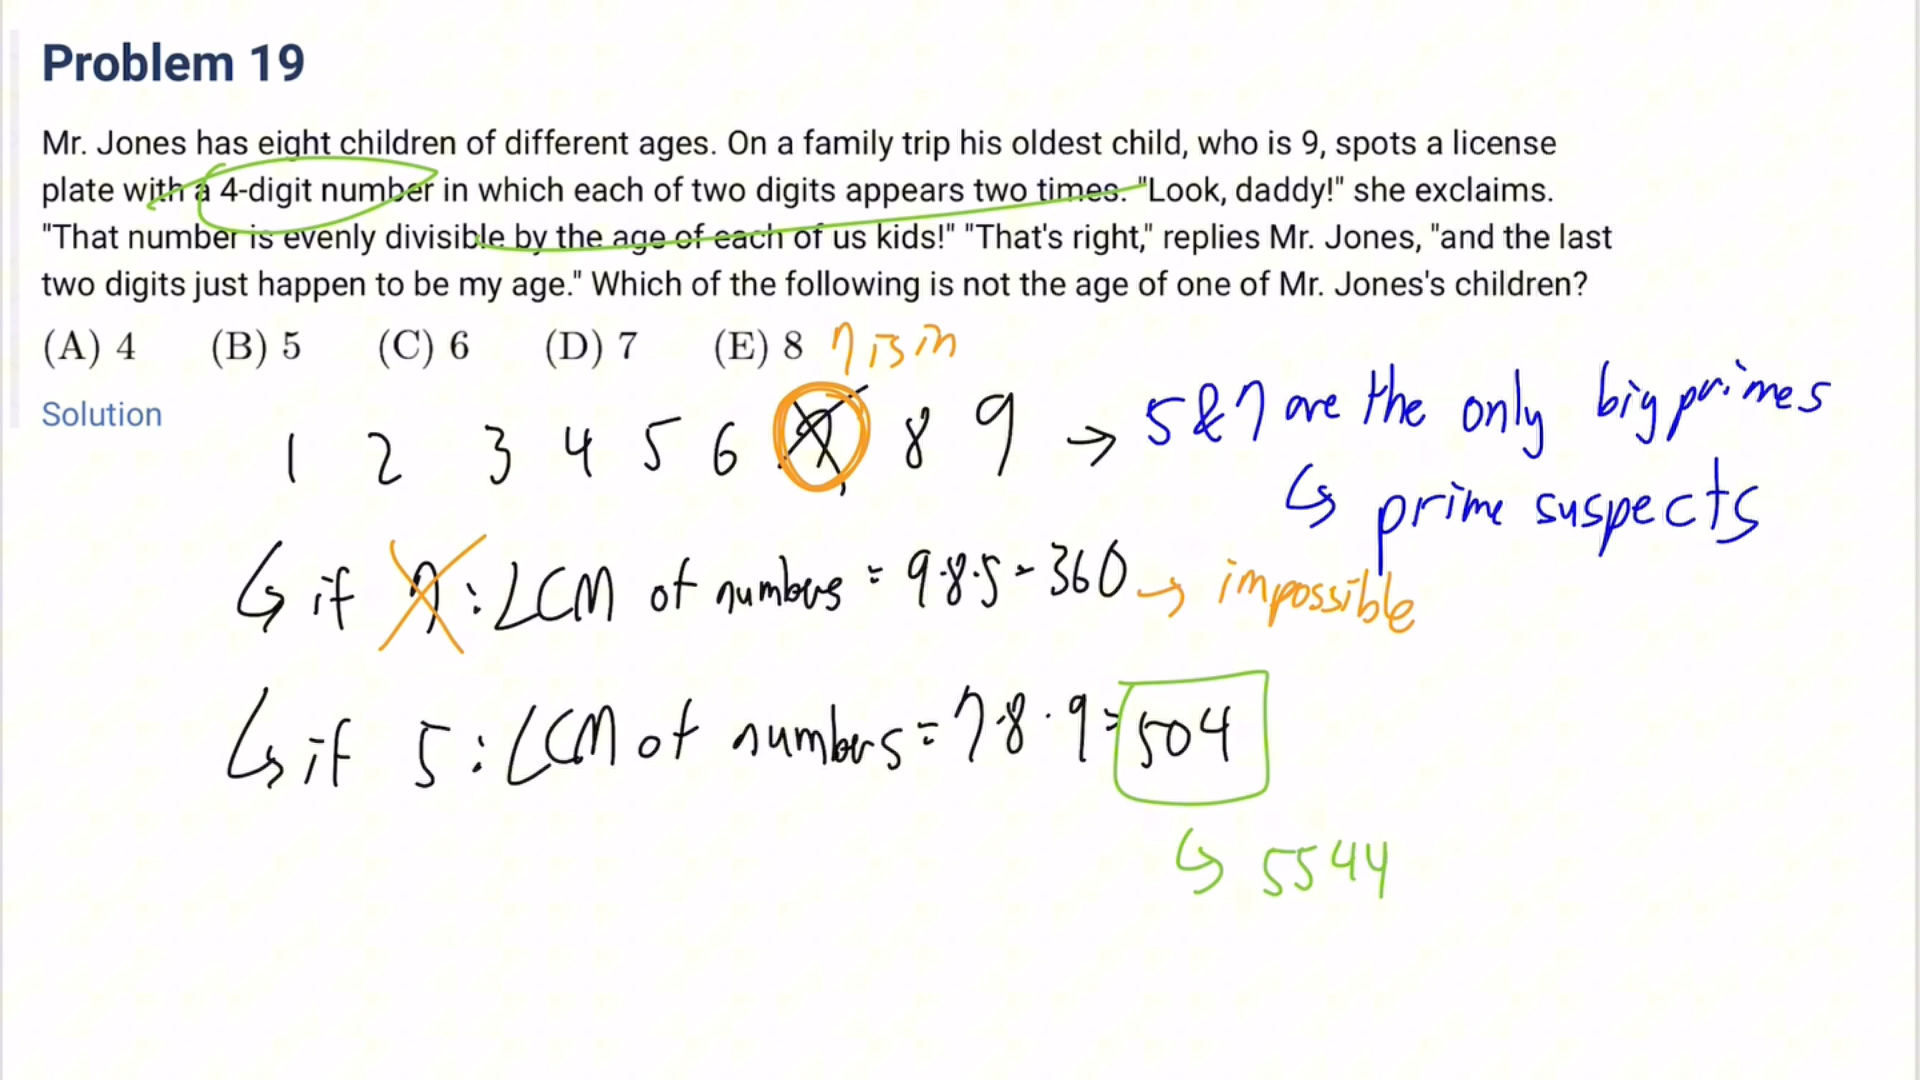 Problem 19
Mr. Jones has eight children of different ages. On a family trip his oldest child, who is 9, spots a license
plate with a 4-digit number in which each of two digits appears two times. "Look, daddy!" she exclaims.
"That number is evenly divisible by the age of each of us kids!" "That's right," replies Mr. Jones, "and the last
two digits just happen to be my age." Which of the following is not the age of one of Mr. Jones's children?
(A) 4 (B) 5 (C) 6 (D) 7 (E) 8 7 is in
Solution
1 2 3 4 5 6 7 8 9 → 5 & 7 are the only big primes
↳ prime suspects
↳ if 7 : LCM of numbers = 9·8·5 = 360 → impossible
↳ if 5 : LCM of numbers = 7·8·9 = 504
↳ 5544